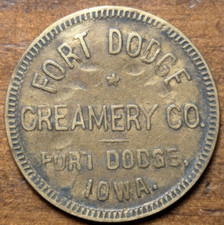 FORT DODGE
CREAMERY CO.
FORT DODGE,
IOWA.